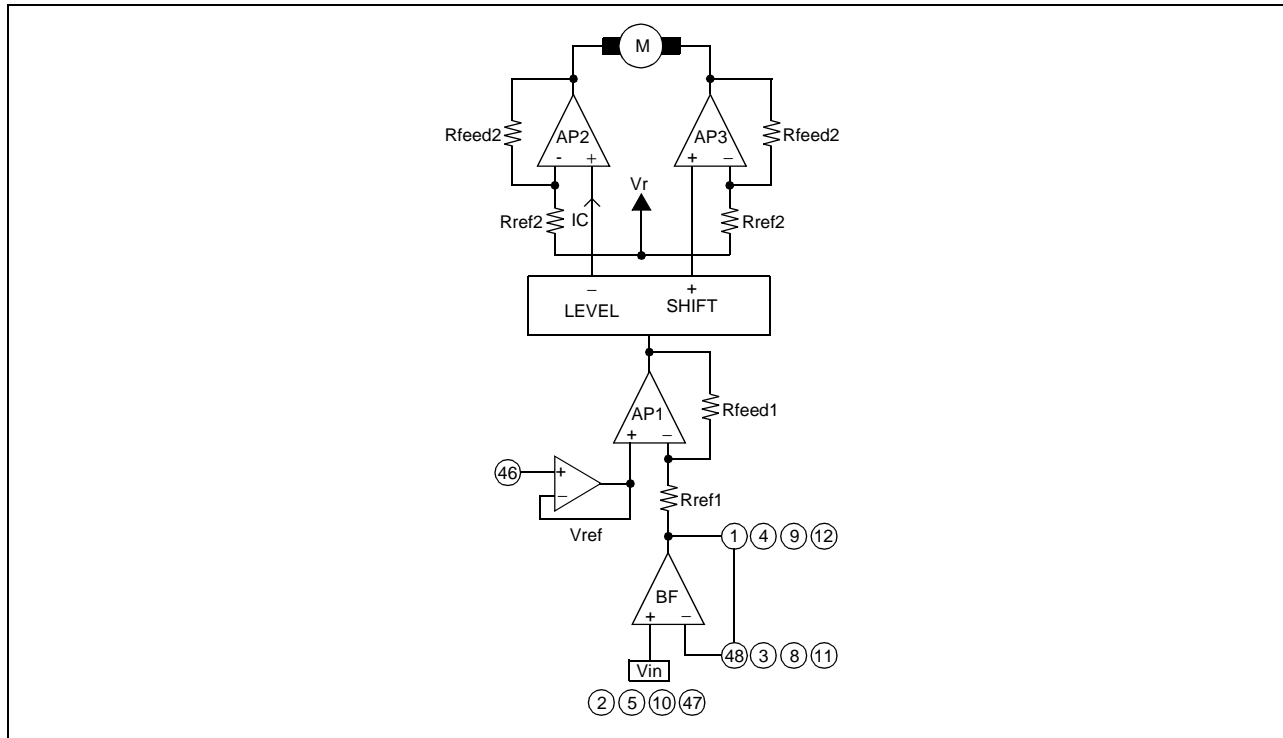 M
AP2
AP3
Rfeed2
Rfeed2
- +
+ −
Vr
Rref2
IC
Rref2
− +
LEVEL SHIFT
AP1
Rfeed1
+ −
46
+
−
Rref1
Vref
1 4 9 12
BF
+ −
Vin
48 3 8 11
2 5 10 47